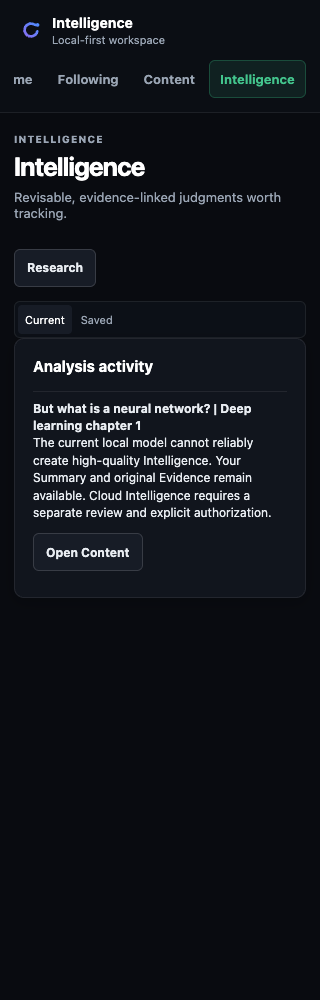 Intelligence
Local-first workspace
me Following Content Intelligence
INTELLIGENCE
Intelligence
Revisable, evidence-linked judgments worth
tracking.
Research
Current Saved
Analysis activity
But what is a neural network? | Deep
learning chapter 1
The current local model cannot reliably
create high-quality Intelligence. Your
Summary and original Evidence remain
available. Cloud Intelligence requires a
separate review and explicit authorization.
Open Content